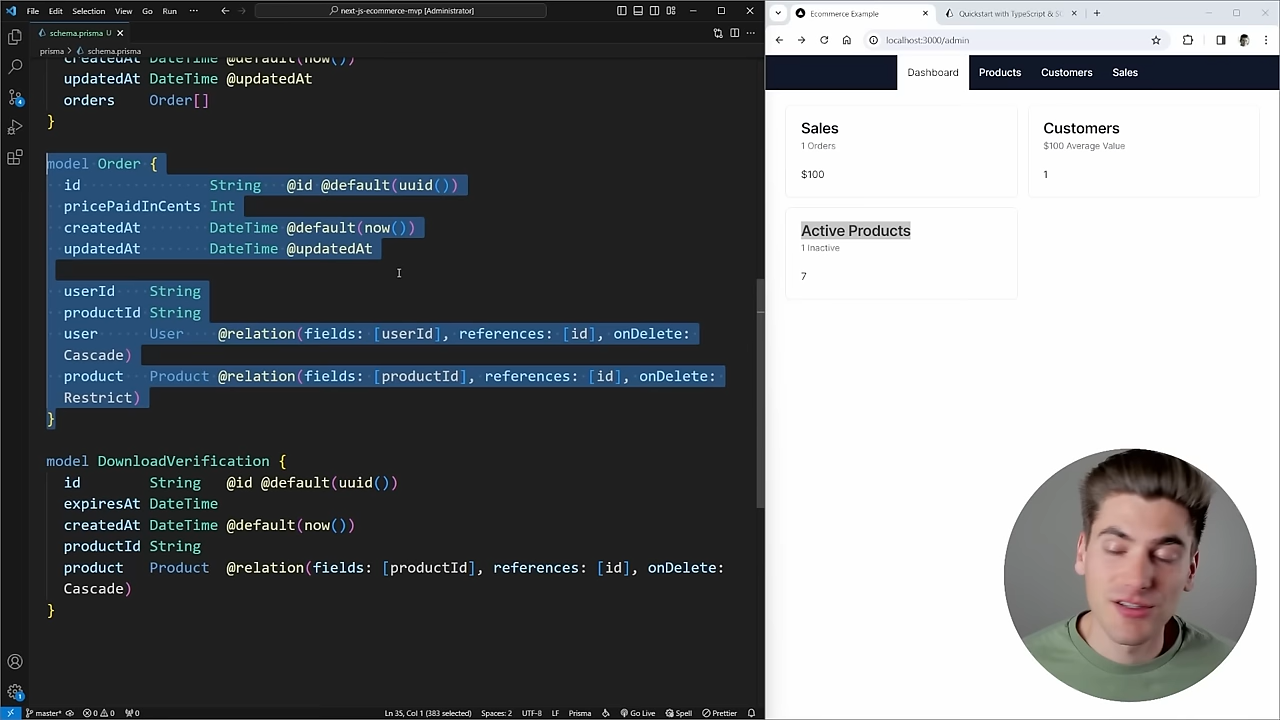 File Edit Selection View Go Run ···
next-js-ecommerce-mvp [Administrator]
schema.prisma U
prisma > schema.prisma
createdAt DateTime @default(now())
updatedAt DateTime @updatedAt
orders Order[]
}
model Order {
id String @id @default(uuid())
pricePaidInCents Int
createdAt DateTime @default(now())
updatedAt DateTime @updatedAt
userId String
productId String
user User @relation(fields: [userId], references: [id], onDelete:
Cascade)
product Product @relation(fields: [productId], references: [id], onDelete:
Restrict)
}
model DownloadVerification {
id String @id @default(uuid())
expiresAt DateTime
createdAt DateTime @default(now())
productId String
product Product @relation(fields: [productId], references: [id], onDelete:
Cascade)
}
master* 0 0 0 Ln 35, Col 1 (383 selected) Spaces: 2 UTF-8 LF Prisma Go Live Spell Prettier
Ecommerce Example
Quickstart with TypeScript &
localhost:3000/admin
Dashboard Products Customers Sales
Sales
1 Orders
$100
Customers
$100 Average Value
1
Active Products
1 Inactive
7